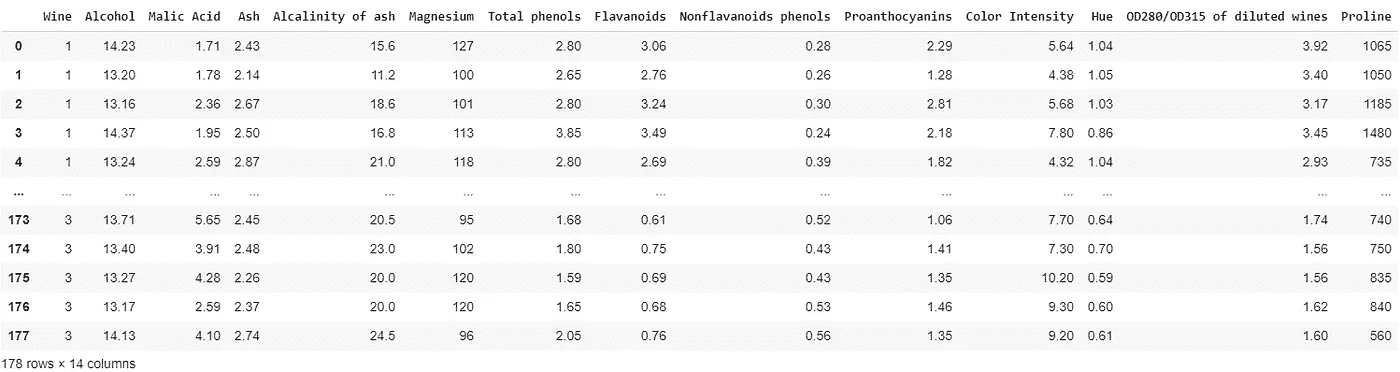 Wine Alcohol Malic Acid Ash Alcalinity of ash Magnesium Total phenols Flavanoids Nonflavanoids phenols Proanthocyanins Color Intensity Hue OD280/OD315 of diluted wines Proline
0 1 14.23 1.71 2.43 15.6 127 2.80 3.06 0.28 2.29 5.64 1.04 3.92 1065
1 1 13.20 1.78 2.14 11.2 100 2.65 2.76 0.26 1.28 4.38 1.05 3.40 1050
2 1 13.16 2.36 2.67 18.6 101 2.80 3.24 0.30 2.81 5.68 1.03 3.17 1185
3 1 14.37 1.95 2.50 16.8 113 3.85 3.49 0.24 2.18 7.80 0.86 3.45 1480
4 1 13.24 2.59 2.87 21.0 118 2.80 2.69 0.39 1.82 4.32 1.04 2.93 735
... ... ... ... ... ... ... ... ... ... ... ... ... ... ...
173 3 13.71 5.65 2.45 20.5 95 1.68 0.61 0.52 1.06 7.70 0.64 1.74 740
174 3 13.40 3.91 2.48 23.0 102 1.80 0.75 0.43 1.41 7.30 0.70 1.56 750
175 3 13.27 4.28 2.26 20.0 120 1.59 0.69 0.43 1.35 10.20 0.59 1.56 835
176 3 13.17 2.59 2.37 20.0 120 1.65 0.68 0.53 1.46 9.30 0.60 1.62 840
177 3 14.13 4.10 2.74 24.5 96 2.05 0.76 0.56 1.35 9.20 0.61 1.60 560
178 rows × 14 columns